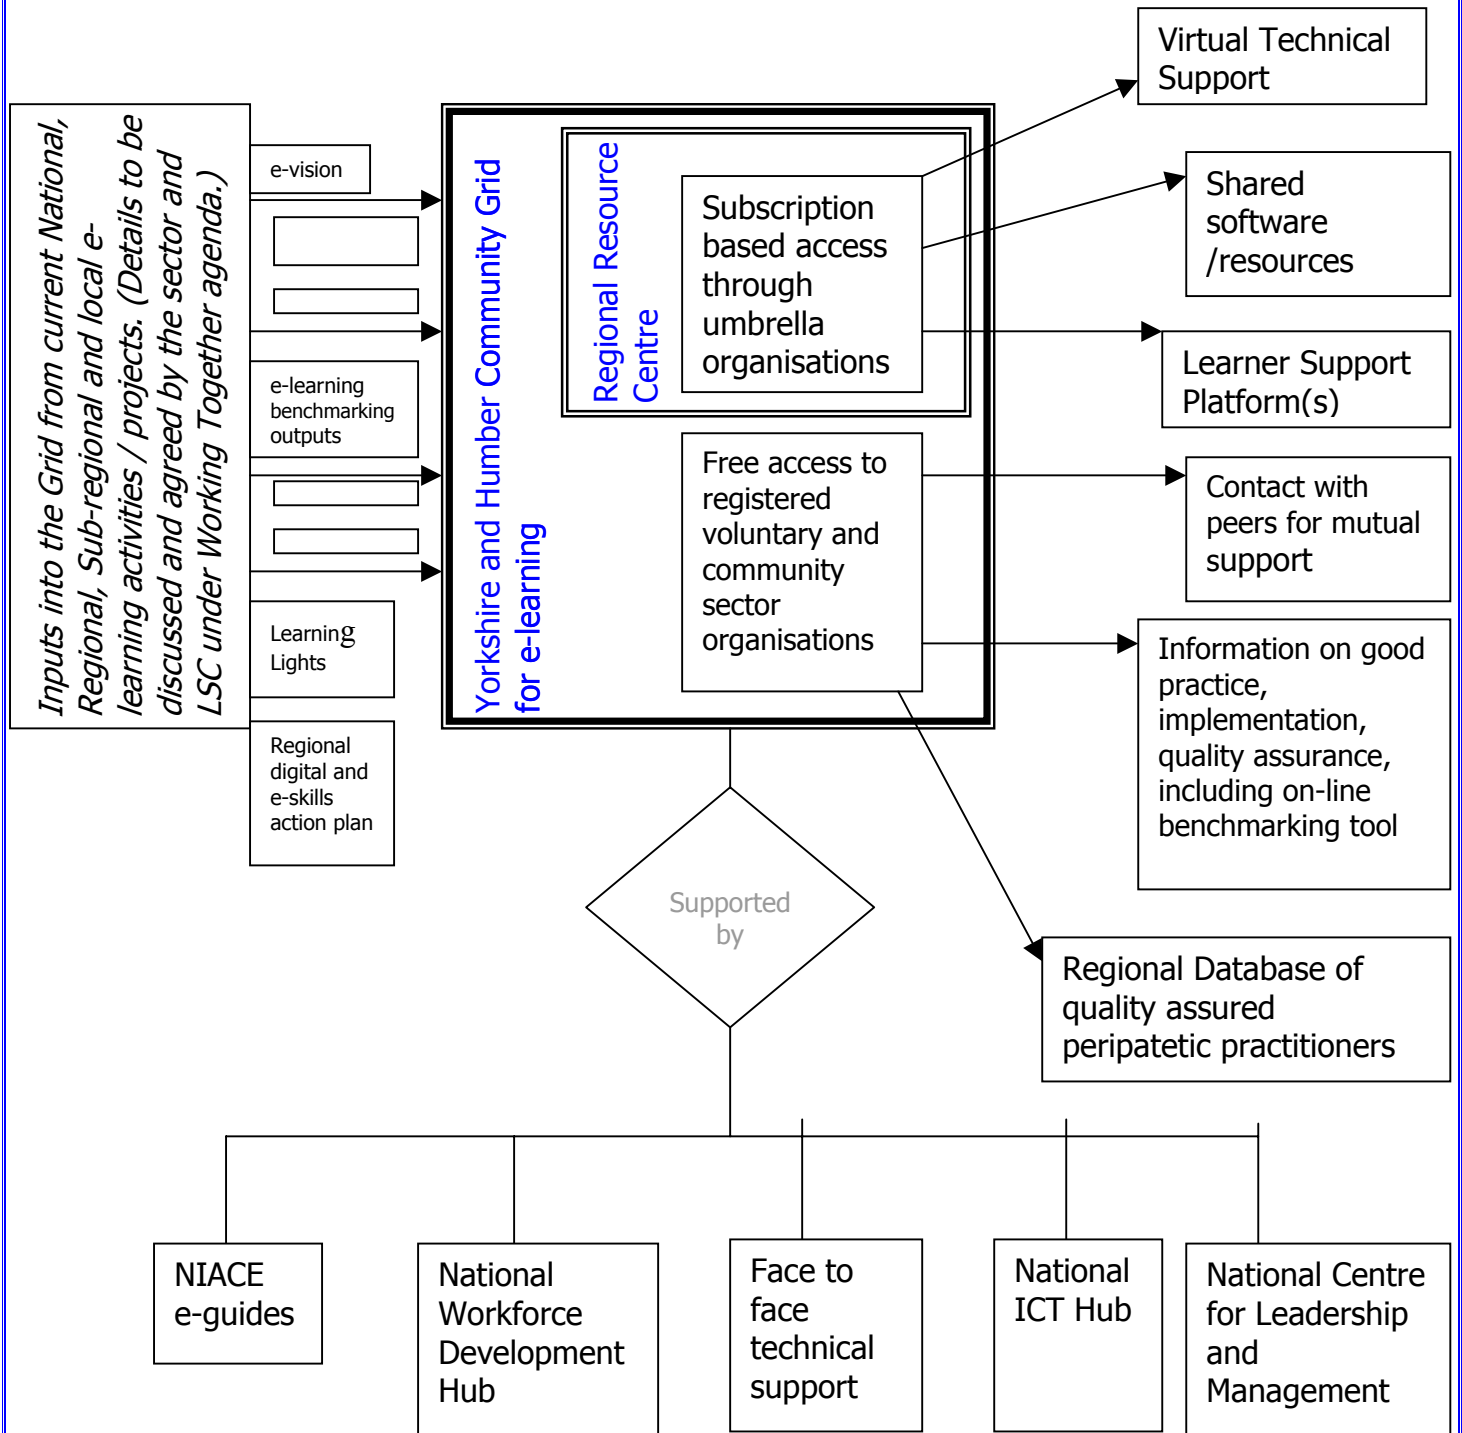 Inputs into the Grid from current National,
Regional, Sub-regional and local e-
learning activities / projects. (Details to be
discussed and agreed by the sector and
LSC under Working Together agenda.)
e-vision
e-learning
benchmarking
outputs
Learning
Lights
Regional
digital and
e-skills
action plan
Yorkshire and Humber Community Grid
for e-learning
Regional Resource
Centre
Subscription
based access
through
umbrella
organisations
Free access to
registered
voluntary and
community
sector
organisations
Virtual Technical
Support
Shared
software
/resources
Learner Support
Platform(s)
Contact with
peers for mutual
support
Information on good
practice,
implementation,
quality assurance,
including on-line
benchmarking tool
Regional Database of
quality assured
peripatetic practitioners
Supported
by
NIACE
e-guides
National
Workforce
Development
Hub
Face to
face
technical
support
National
ICT Hub
National Centre
for Leadership
and
Management